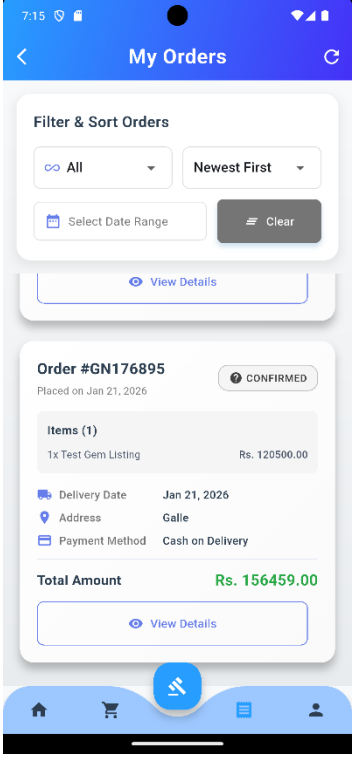 7:15
My Orders
Filter & Sort Orders
All
Newest First
Select Date Range
Clear
View Details
Order #GN176895
CONFIRMED
Placed on Jan 21, 2026
Items (1)
1x Test Gem Listing Rs. 120500.00
Delivery Date Jan 21, 2026
Address Galle
Payment Method Cash on Delivery
Total Amount Rs. 156459.00
View Details